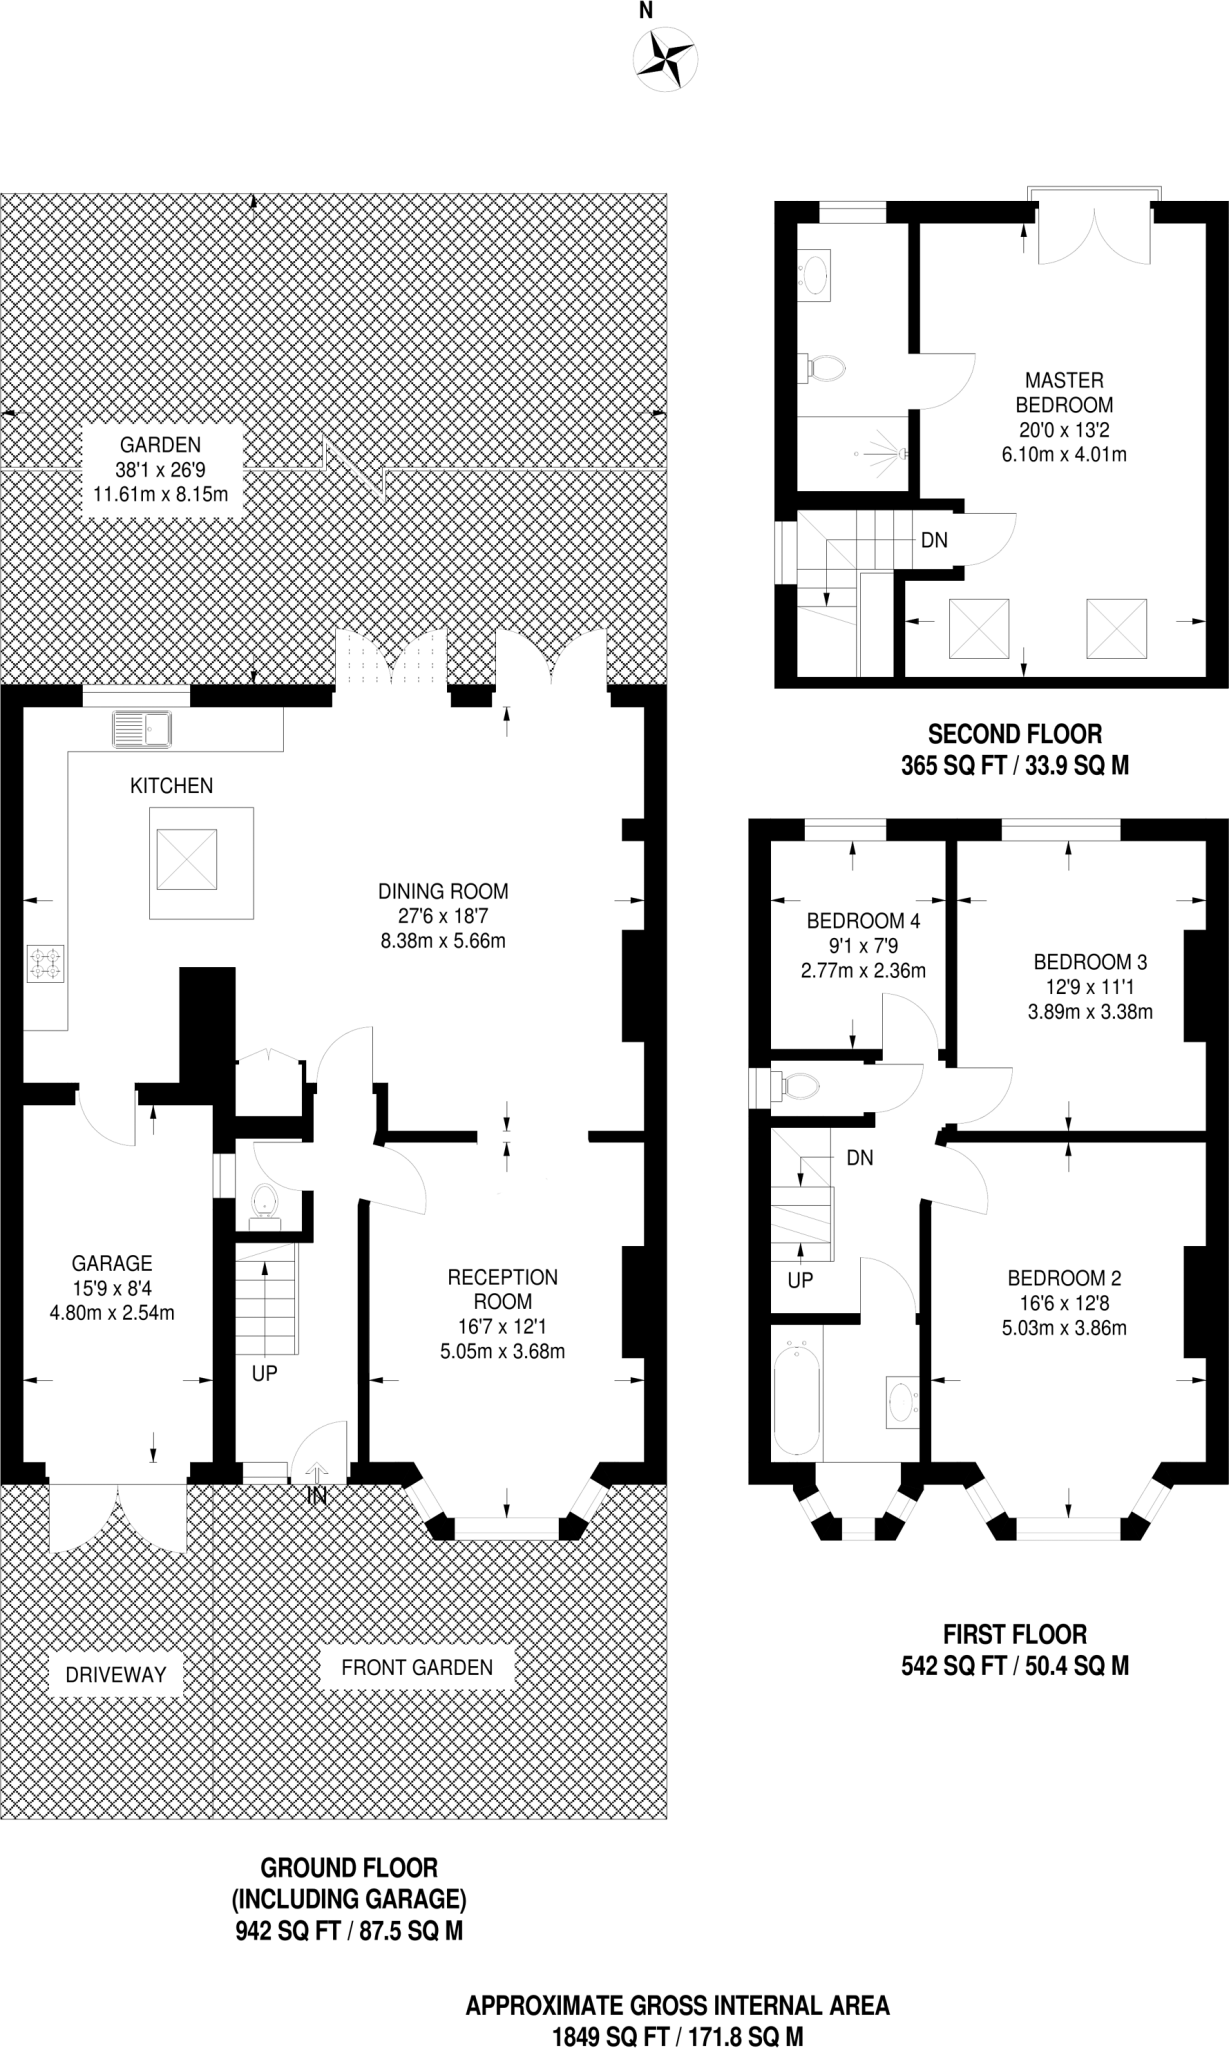 N
GARDEN
38'1 x 26'9
11.61m x 8.15m
KITCHEN
DINING ROOM
27'6 x 18'7
8.38m x 5.66m
GARAGE
15'9 x 8'4
4.80m x 2.54m
RECEPTION
ROOM
16'7 x 12'1
5.05m x 3.68m
UP
IN
DRIVEWAY
FRONT GARDEN
GROUND FLOOR
(INCLUDING GARAGE)
942 SQ FT / 87.5 SQ M
MASTER
BEDROOM
20'0 x 13'2
6.10m x 4.01m
DN
SECOND FLOOR
365 SQ FT / 33.9 SQ M
BEDROOM 4
9'1 x 7'9
2.77m x 2.36m
BEDROOM 3
12'9 x 11'1
3.89m x 3.38m
DN
UP
BEDROOM 2
16'6 x 12'8
5.03m x 3.86m
FIRST FLOOR
542 SQ FT / 50.4 SQ M
APPROXIMATE GROSS INTERNAL AREA
1849 SQ FT / 171.8 SQ M